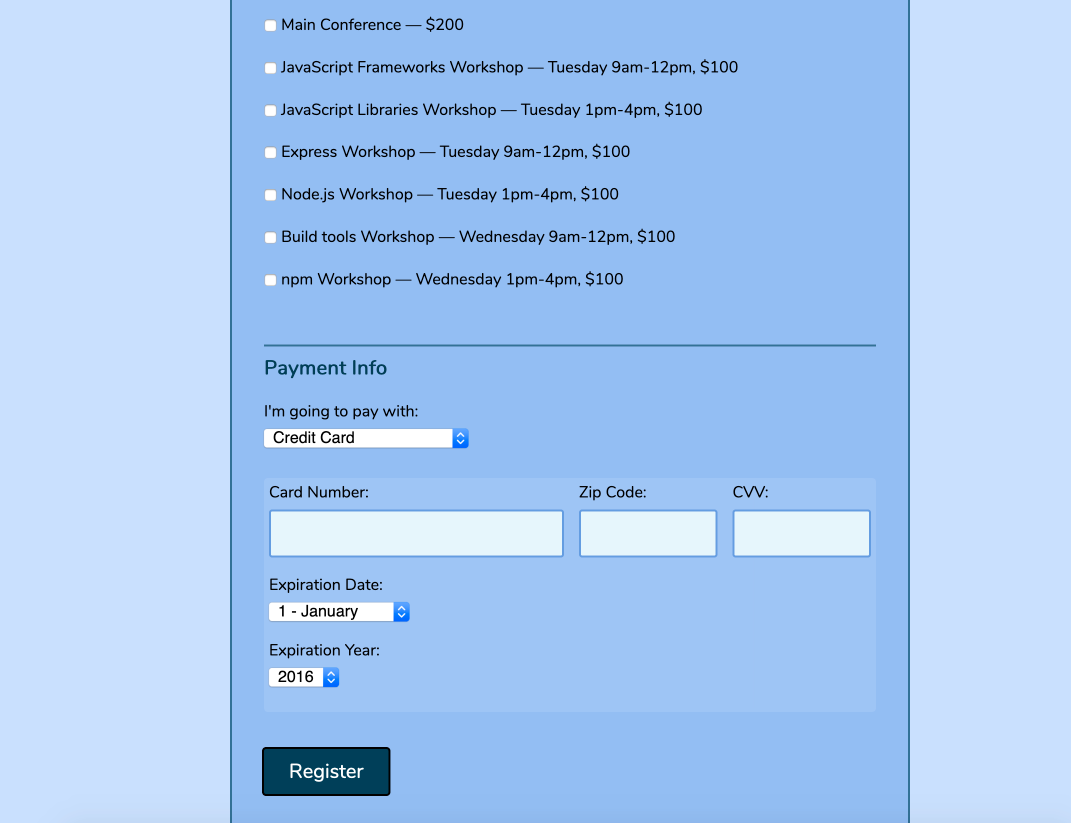 Main Conference — $200
JavaScript Frameworks Workshop — Tuesday 9am-12pm, $100
JavaScript Libraries Workshop — Tuesday 1pm-4pm, $100
Express Workshop — Tuesday 9am-12pm, $100
Node.js Workshop — Tuesday 1pm-4pm, $100
Build tools Workshop — Wednesday 9am-12pm, $100
npm Workshop — Wednesday 1pm-4pm, $100
Payment Info
I'm going to pay with:
Credit Card
Card Number: Zip Code: CVV:
Expiration Date:
1 - January
Expiration Year:
2016
Register